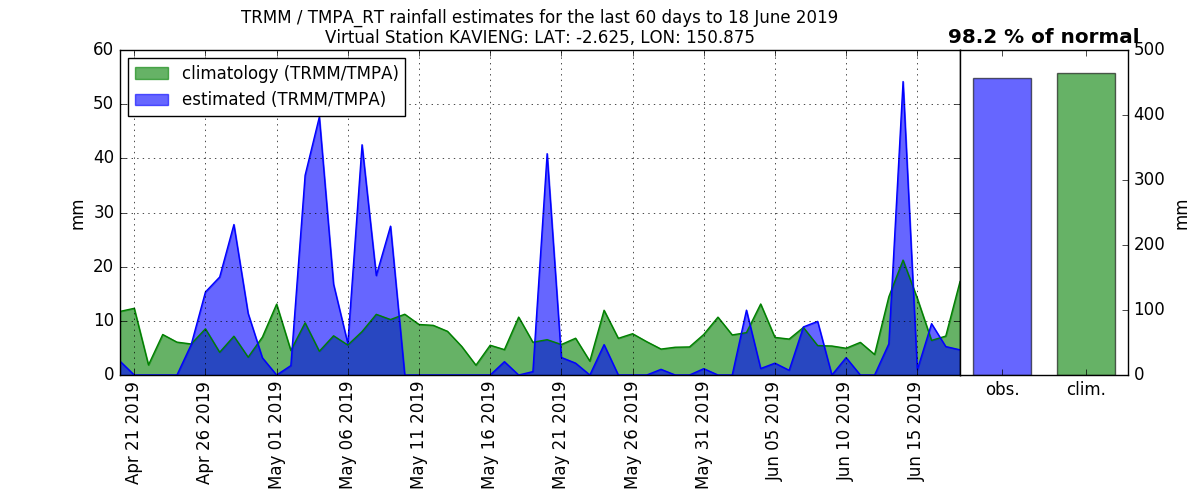 TRMM / TMPA_RT rainfall estimates for the last 60 days to 18 June 2019
Virtual Station KAVIENG: LAT: -2.625, LON: 150.875
98.2 % of normal
climatology (TRMM/TMPA)
estimated (TRMM/TMPA)
60
50
40
30
20
10
0
mm
Apr 21 2019
Apr 26 2019
May 01 2019
May 06 2019
May 11 2019
May 16 2019
May 21 2019
May 26 2019
May 31 2019
Jun 05 2019
Jun 10 2019
Jun 15 2019
obs.
clim.
500
400
300
200
100
0
mm